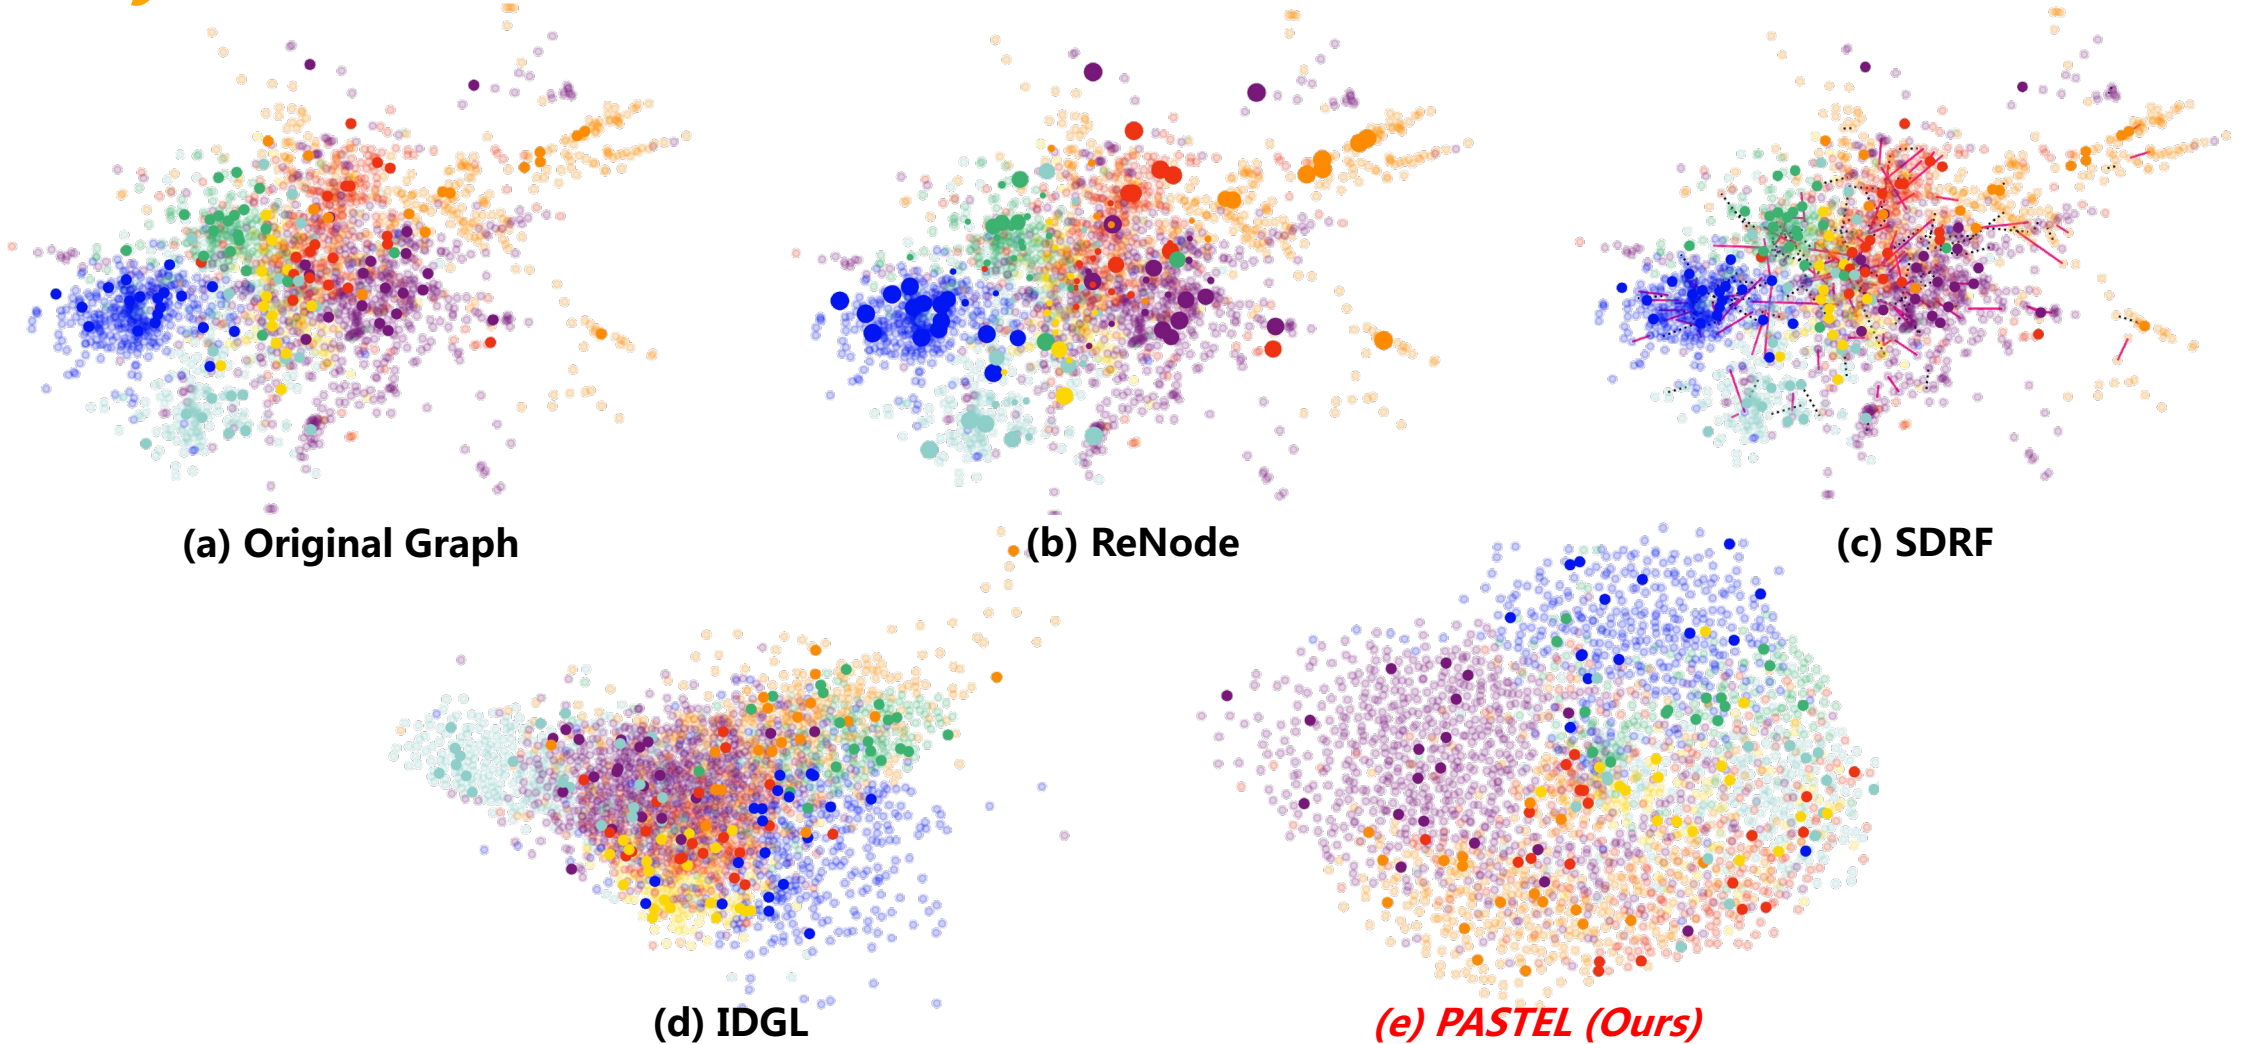 (a) Original Graph
(b) ReNode
(c) SDRF
(d) IDGL
(e) PASTEL (Ours)